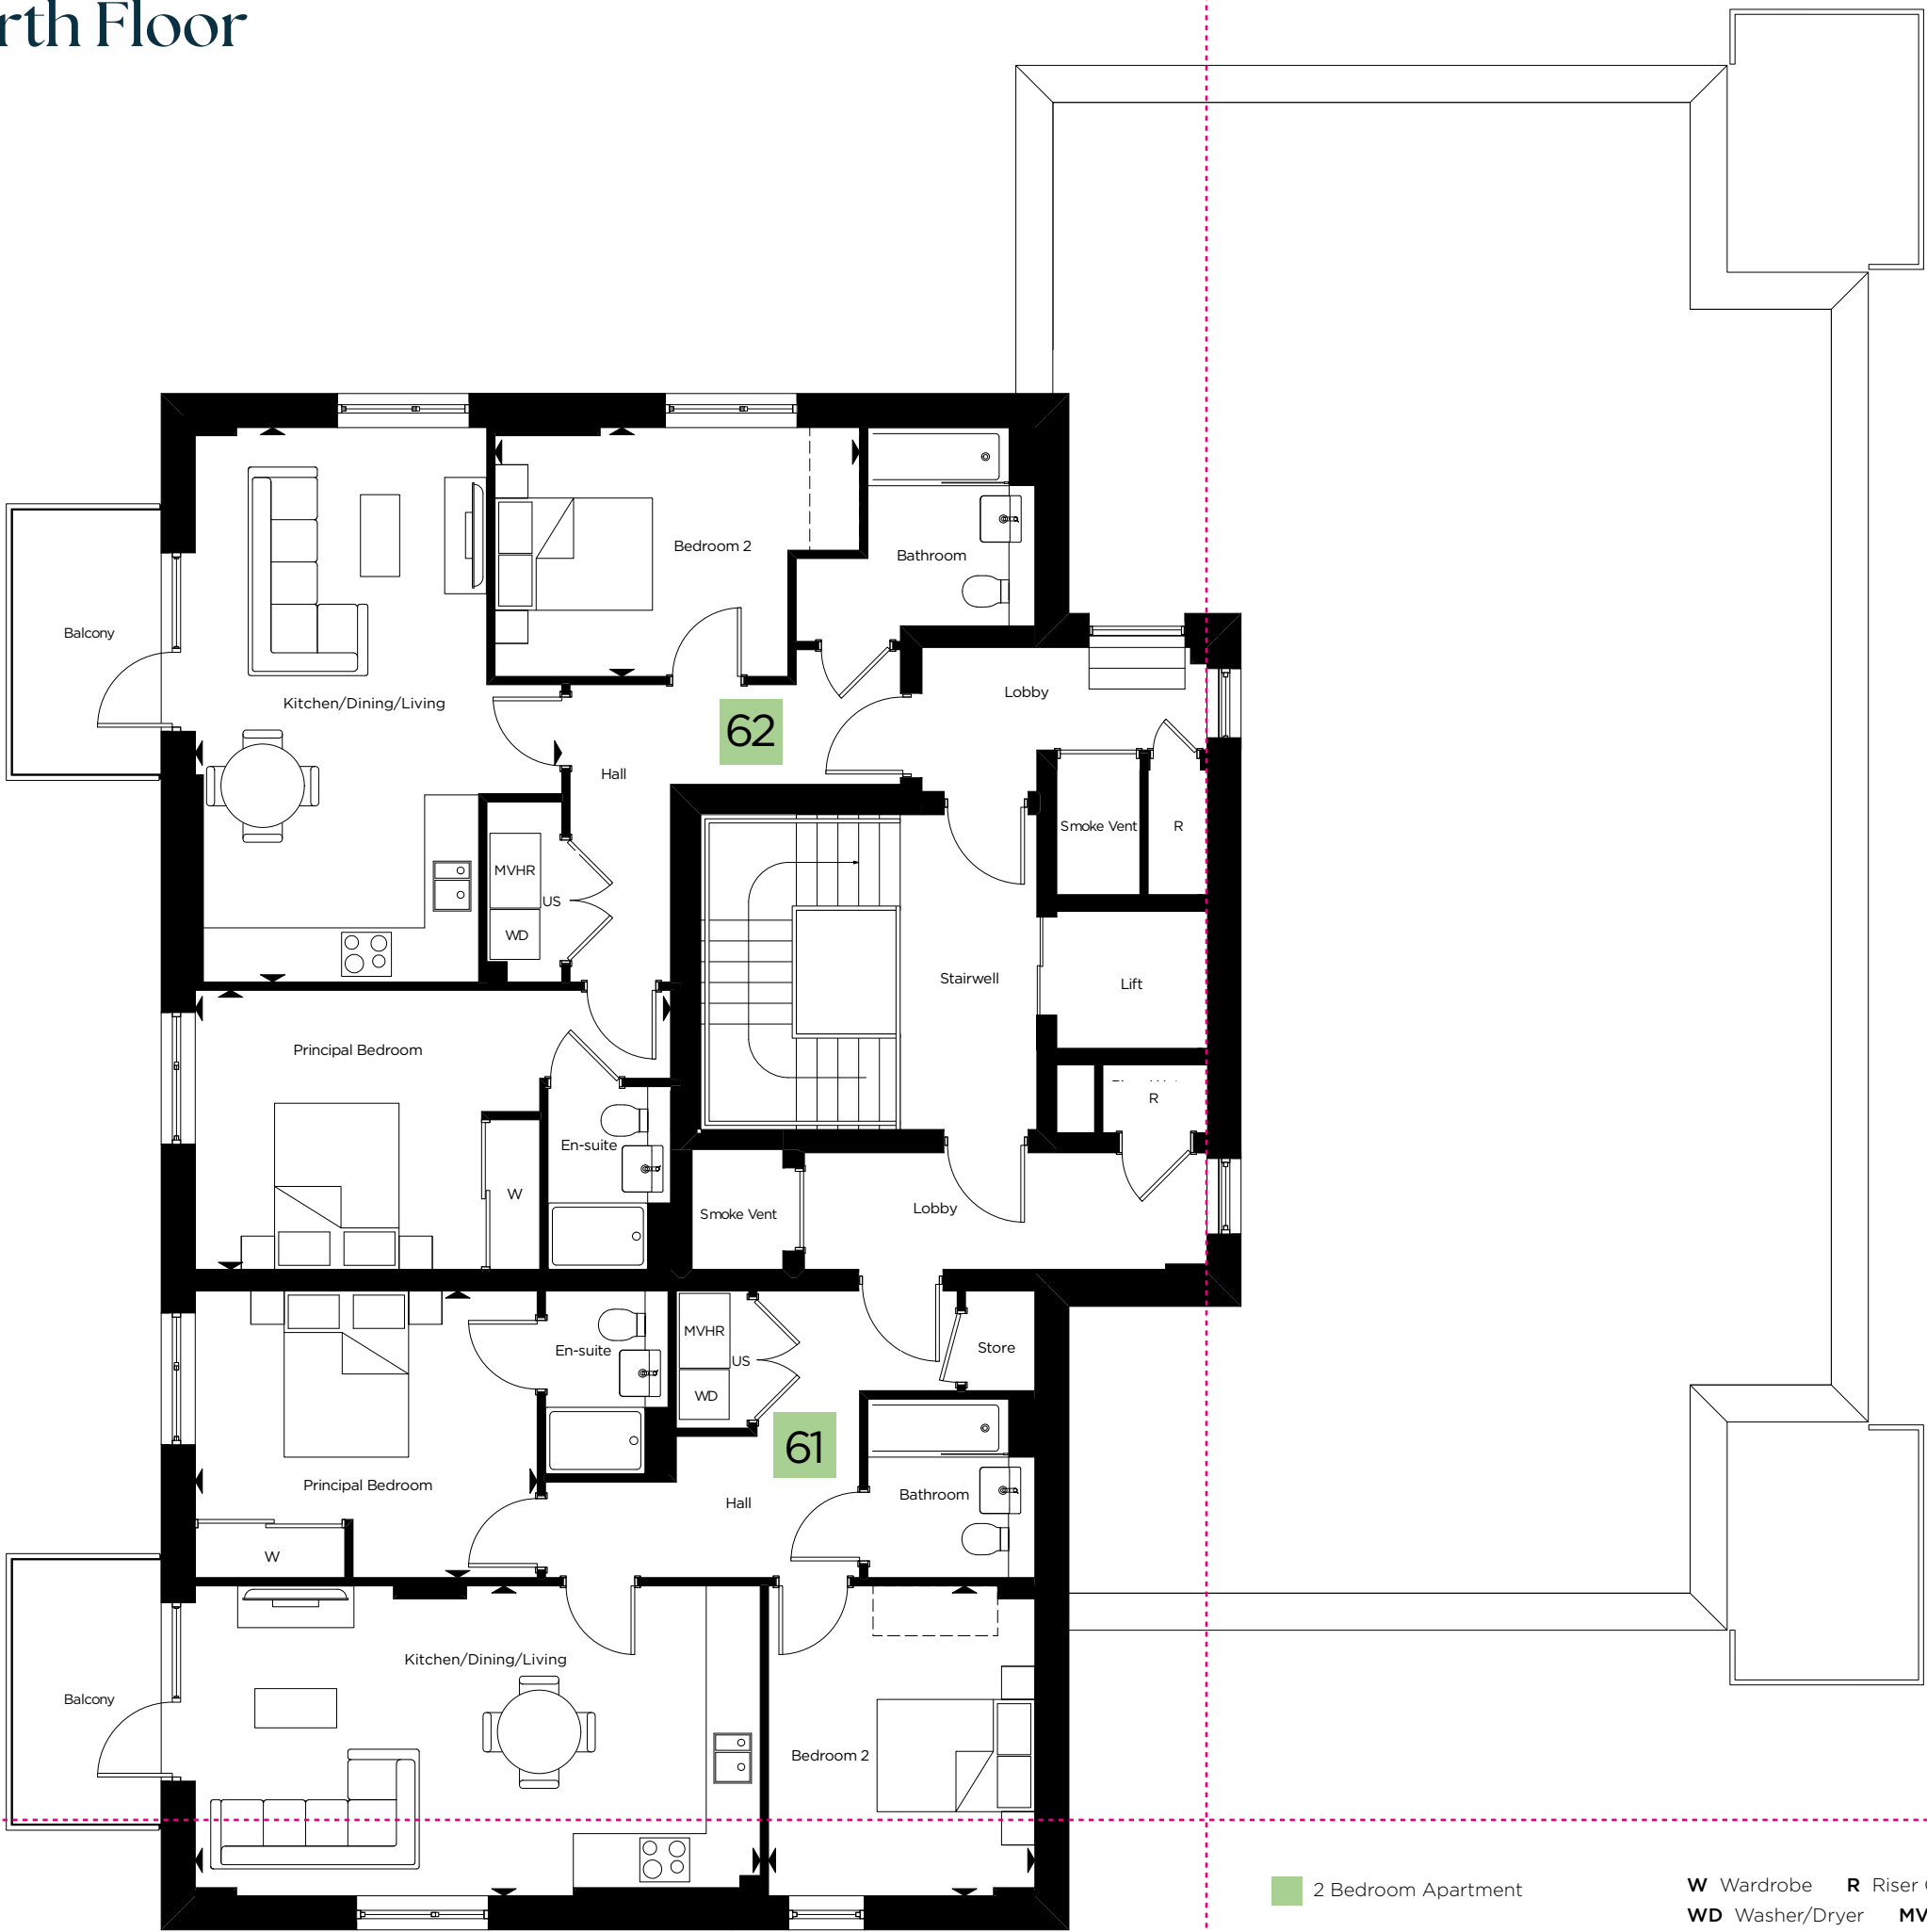 rth Floor
Balcony
Kitchen/Dining/Living
Bedroom 2
Bathroom
Lobby
62
Hall
MVHR
US
WD
Smoke Vent
R
Stairwell
Lift
R
Principal Bedroom
En-suite
W
Smoke Vent
Lobby
MVHR
US
WD
Store
En-suite
61
Principal Bedroom
Hall
Bathroom
W
Kitchen/Dining/Living
Balcony
Bedroom 2
2 Bedroom Apartment
W Wardrobe R Riser
WD Washer/Dryer MV